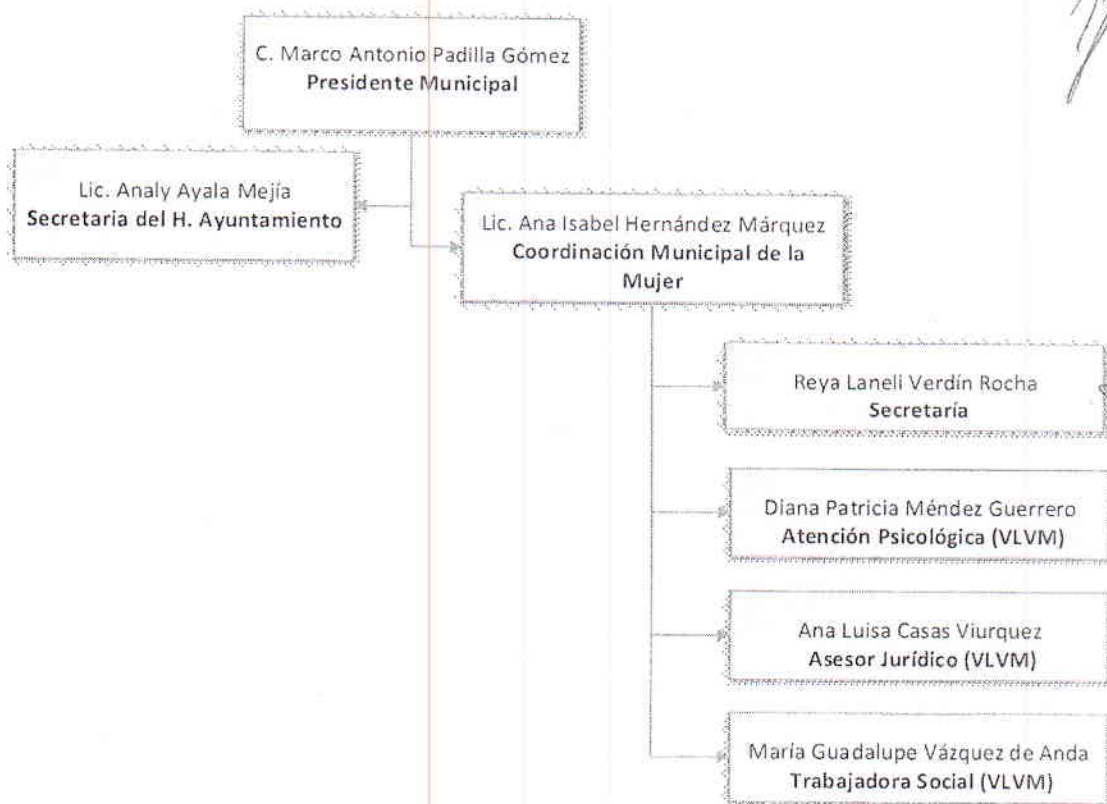 C. Marco Antonio Padilla Gómez
Presidente Municipal
Lic. Analy Ayala Mejía
Secretaria del H. Ayuntamiento
Lic. Ana Isabel Hernández Márquez
Coordinación Municipal de la
Mujer
Reya Laneli Verdín Rocha
Secretaría
Diana Patricia Méndez Guerrero
Atención Psicológica (VLVM)
Ana Luisa Casas Viurquez
Asesor Jurídico (VLVM)
María Guadalupe Vázquez de Anda
Trabajadora Social (VLVM)